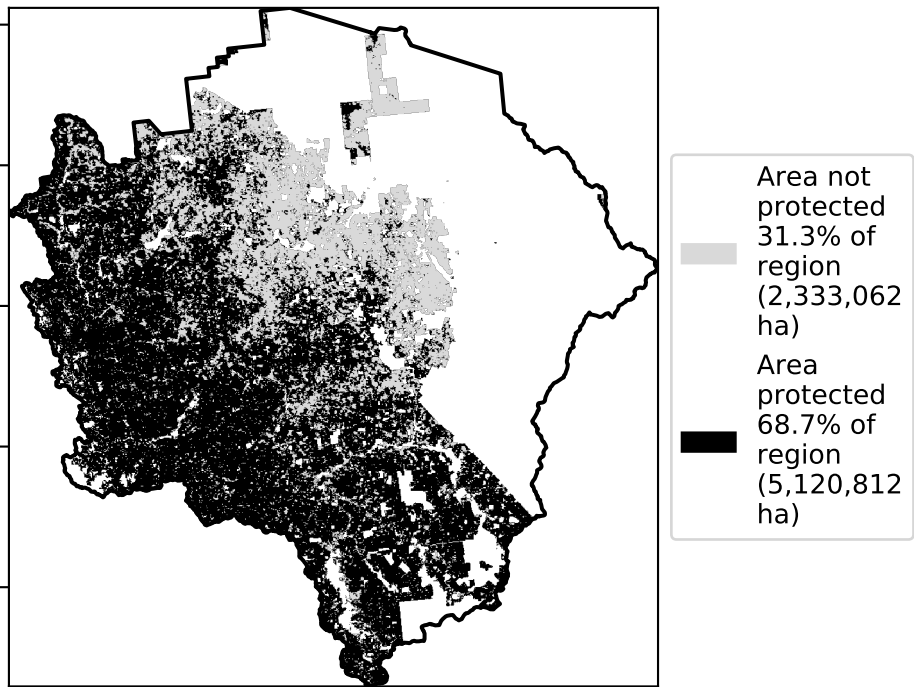 Area not
protected
31.3% of
region
(2,333,062
ha)
Area
protected
68.7% of
region
(5,120,812
ha)